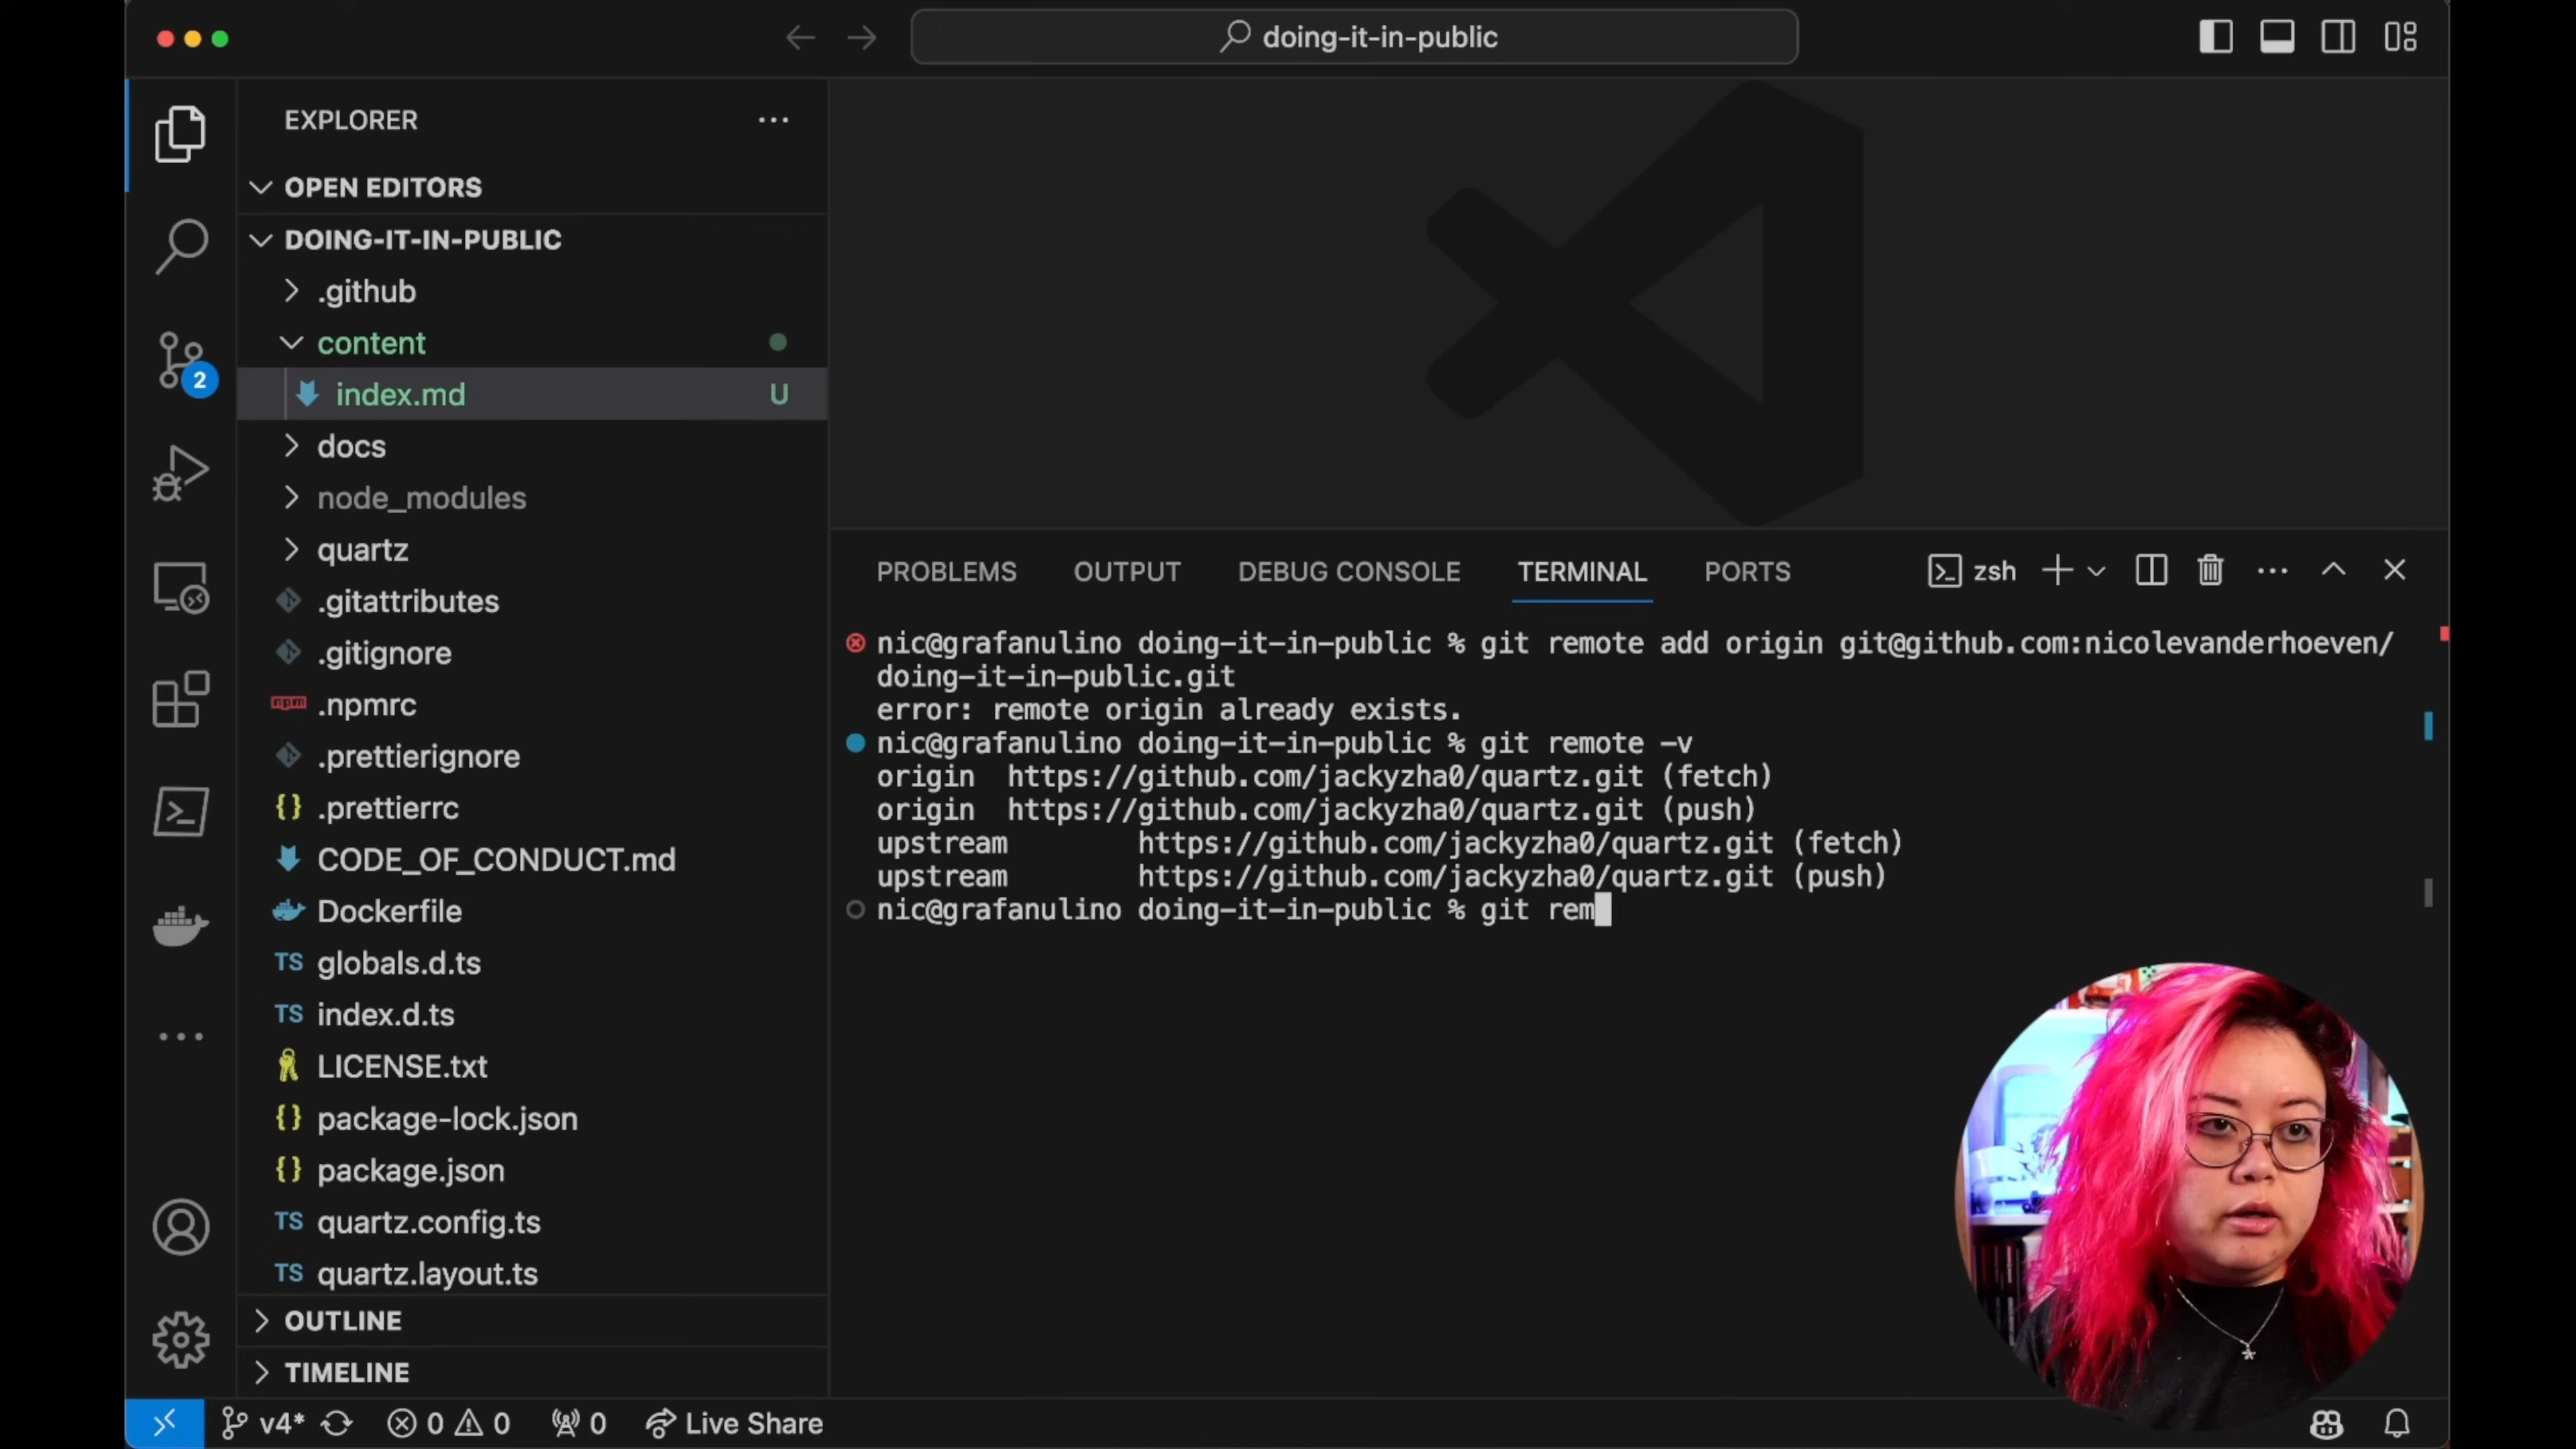 doing-it-in-public
EXPLORER
OPEN EDITORS
DOING-IT-IN-PUBLIC
.github
content
index.md U
2
docs
node_modules
quartz
.gitattributes
.gitignore
npm .npmrc
.prettierignore
{} .prettierrc
CODE_OF_CONDUCT.md
Dockerfile
TS globals.d.ts
TS index.d.ts
LICENSE.txt
{} package-lock.json
{} package.json
TS quartz.config.ts
TS quartz.layout.ts
OUTLINE
TIMELINE
PROBLEMS OUTPUT DEBUG CONSOLE TERMINAL PORTS zsh
nic@grafanulino doing-it-in-public % git remote add origin git@github.com:nicolevanderhoeven/
doing-it-in-public.git
error: remote origin already exists.
nic@grafanulino doing-it-in-public % git remote -v
origin https://github.com/jackyzha0/quartz.git (fetch)
origin https://github.com/jackyzha0/quartz.git (push)
upstream https://github.com/jackyzha0/quartz.git (fetch)
upstream https://github.com/jackyzha0/quartz.git (push)
nic@grafanulino doing-it-in-public % git rem
v4* 0 0 0 Live Share